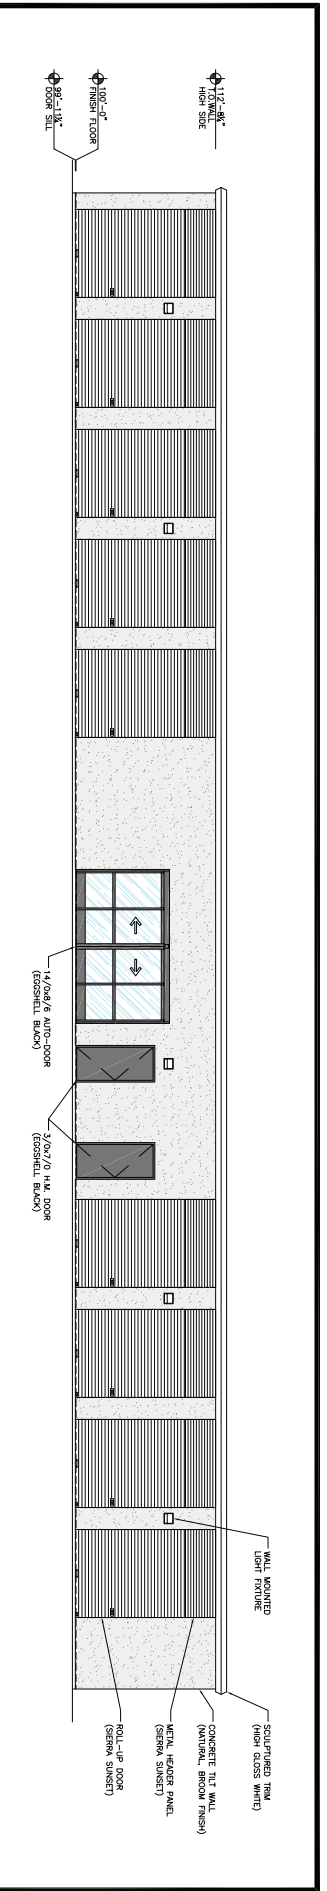 112'-8¾"
T.O.WALL
HIGH SIDE
100'-0"
FINISH FLOOR
99'-11¼"
DOOR SILL
14/0x8/6 AUTO-DOOR
(EGGSHELL BLACK)
3/0x7/0 H.M. DOOR
(EGGSHELL BLACK)
WALL MOUNTED
LIGHT FIXTURE
SCULPTURED TRIM
(HIGH GLOSS WHITE)
CONCRETE TILT WALL
(NATURAL, BROOM FINISH)
METAL HEADER PANEL
(SIERRA SUNSET)
ROLL-UP DOOR
(SIERRA SUNSET)